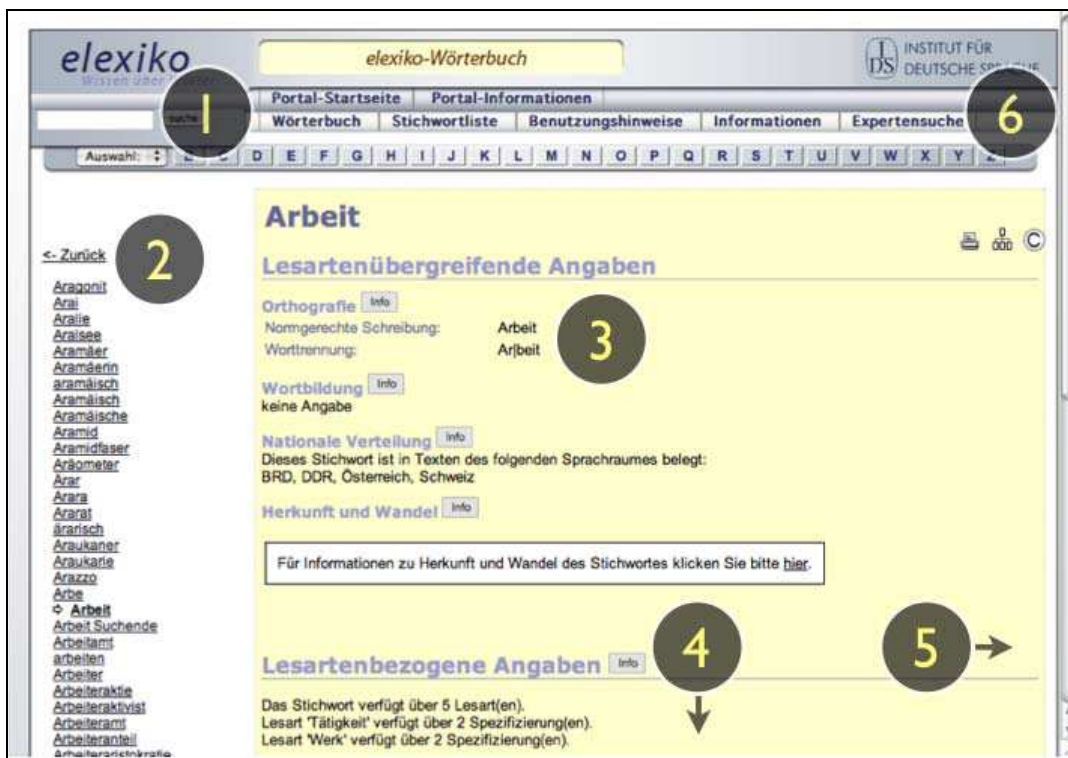 elexiko
Wissen über Wörter
elexiko-Wörterbuch
INSTITUT FÜR
IDS DEUTSCHE SPRACHE
Portal-Startseite Portal-Informationen
suche 1 Wörterbuch Stichwortliste Benutzungshinweise Informationen Expertensuche 6
Auswahl: B C D E F G H I J K L M N O P Q R S T U V W X Y Z
<- Zurück
2
Aragonit
Arai
Aralie
Aralsee
Aramäer
Aramäerin
aramäisch
Aramäisch
Aramäische
Aramid
Aramidfaser
Aräometer
Arar
Arara
Ararat
ärarisch
Araukaner
Araukarie
Arazzo
Arbe
⇨ Arbeit
Arbeit Suchende
Arbeitamt
arbeiten
Arbeiter
Arbeiteraktie
Arbeiteraktivist
Arbeiteramt
Arbeiteranteil
Arbeiteraristokratie
Arbeit
©
Lesartenübergreifende Angaben
Orthografie Info
Normgerechte Schreibung: Arbeit
Worttrennung: Ar|beit
3
Wortbildung Info
keine Angabe
Nationale Verteilung Info
Dieses Stichwort ist in Texten des folgenden Sprachraumes belegt:
BRD, DDR, Österreich, Schweiz
Herkunft und Wandel Info
Für Informationen zu Herkunft und Wandel des Stichwortes klicken Sie bitte hier.
4
5 →
Lesartenbezogene Angaben Info
Das Stichwort verfügt über 5 Lesart(en).
Lesart 'Tätigkeit' verfügt über 2 Spezifizierung(en).
Lesart 'Werk' verfügt über 2 Spezifizierung(en).